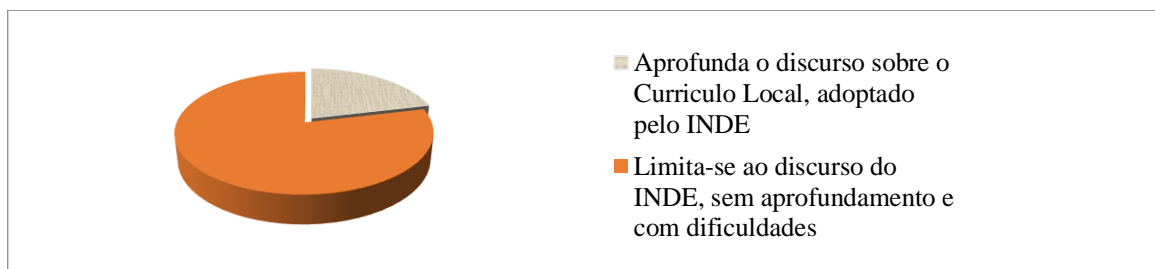 Aprofunda o discurso sobre o
Curriculo Local, adoptado
pelo INDE
Limita-se ao discurso do
INDE, sem aprofundamento e
com dificuldades